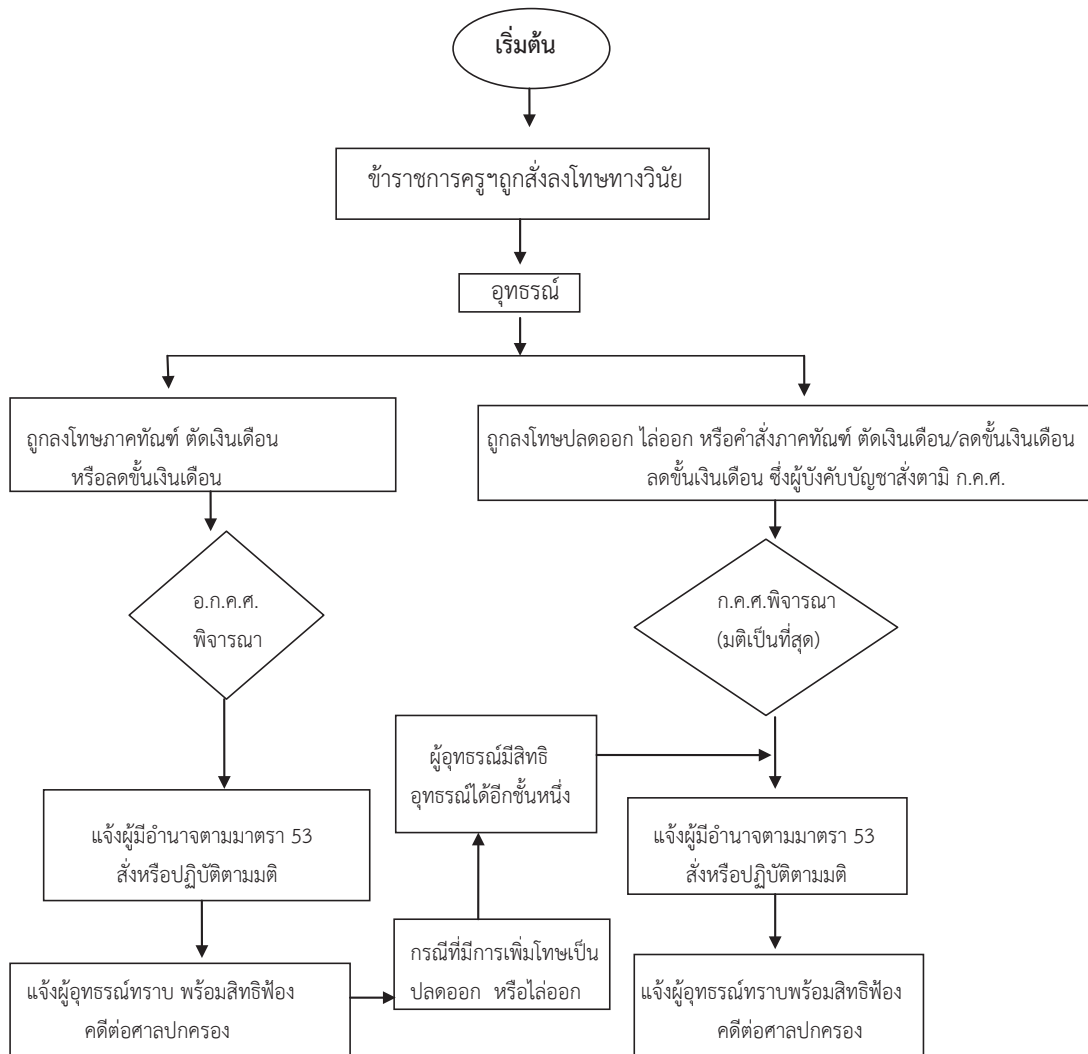 เริ่มต้น
ข้าราชการครูฯถูกสั่งลงโทษทางวินัย
อุทธรณ์
ถูกลงโทษภาคทัณฑ์ ตัดเงินเดือน
หรือลดขั้นเงินเดือน
ถูกลงโทษปลดออก ไล่ออก หรือคำสั่งภาคทัณฑ์ ตัดเงินเดือน/ลดขั้นเงินเดือน
ลดขั้นเงินเดือน ซึ่งผู้บังคับบัญชาสั่งตามิ ก.ค.ศ.
อ.ก.ค.ศ.
พิจารณา
ก.ค.ศ.พิจารณา
(มติเป็นที่สุด)
ผู้อุทธรณ์มีสิทธิ
อุทธรณ์ได้อีกชั้นหนึ่ง
แจ้งผู้มีอำนาจตามมาตรา 53
สั่งหรือปฏิบัติตามมติ
แจ้งผู้มีอำนาจตามมาตรา 53
สั่งหรือปฏิบัติตามมติ
แจ้งผู้อุทธรณ์ทราบ พร้อมสิทธิฟ้อง
คดีต่อศาลปกครอง
กรณีที่มีการเพิ่มโทษเป็น
ปลดออก หรือไล่ออก
แจ้งผู้อุทธรณ์ทราบพร้อมสิทธิฟ้อง
คดีต่อศาลปกครอง